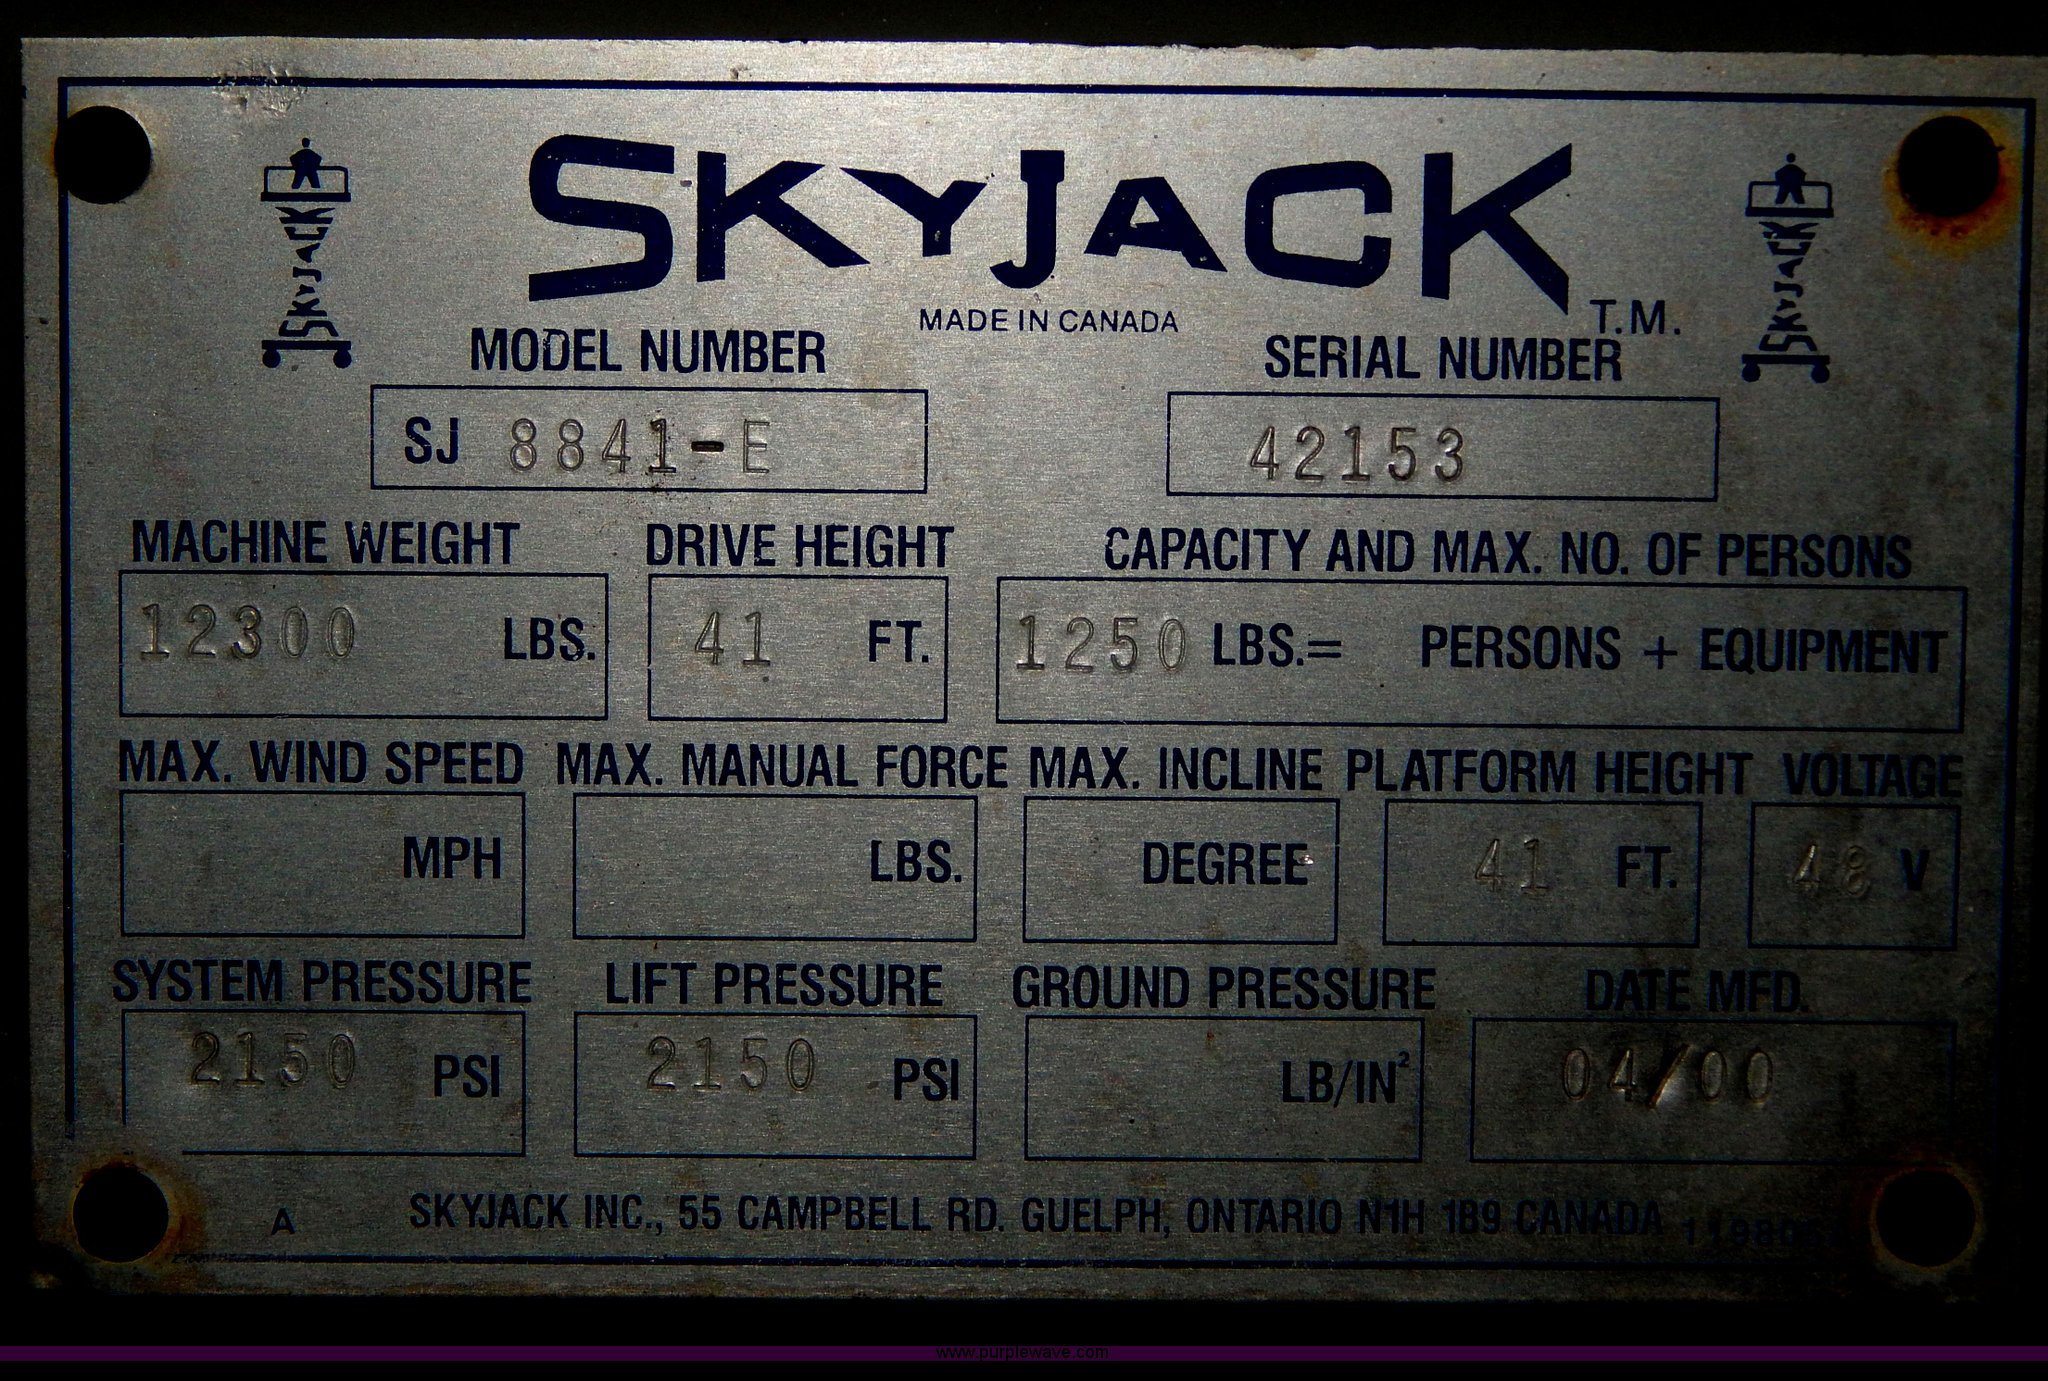 SKYJACK
SKYJACK
SKYJACK
T.M.
MADE IN CANADA
MODEL NUMBER SERIAL NUMBER
SJ 8841-E 42153
MACHINE WEIGHT DRIVE HEIGHT CAPACITY AND MAX. NO. OF PERSONS
12300 LBS. 41 FT. 1250 LBS.= PERSONS + EQUIPMENT
MAX. WIND SPEED MAX. MANUAL FORCE MAX. INCLINE PLATFORM HEIGHT VOLTAGE
MPH LBS. DEGREE 41 FT. 48 V
SYSTEM PRESSURE LIFT PRESSURE GROUND PRESSURE DATE MFD.
2150 PSI 2150 PSI LB/IN² 04/00
A SKYJACK INC., 55 CAMPBELL RD. GUELPH, ONTARIO N1H 1B9 CANADA
www.purplewave.com